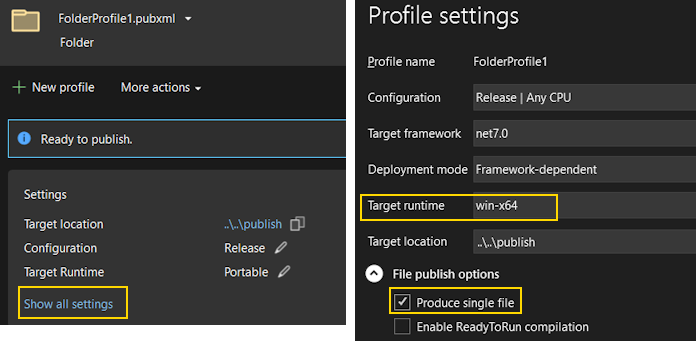 FolderProfile1.pubxml
Folder
New profile
More actions
Ready to publish.
Settings
Target location ..\..\publish
Configuration Release
Target Runtime Portable
Show all settings
Profile settings
Profile name FolderProfile1
Configuration Release | Any CPU
Target framework net7.0
Deployment mode Framework-dependent
Target runtime win-x64
Target location ..\..\publish
File publish options
Produce single file
Enable ReadyToRun compilation